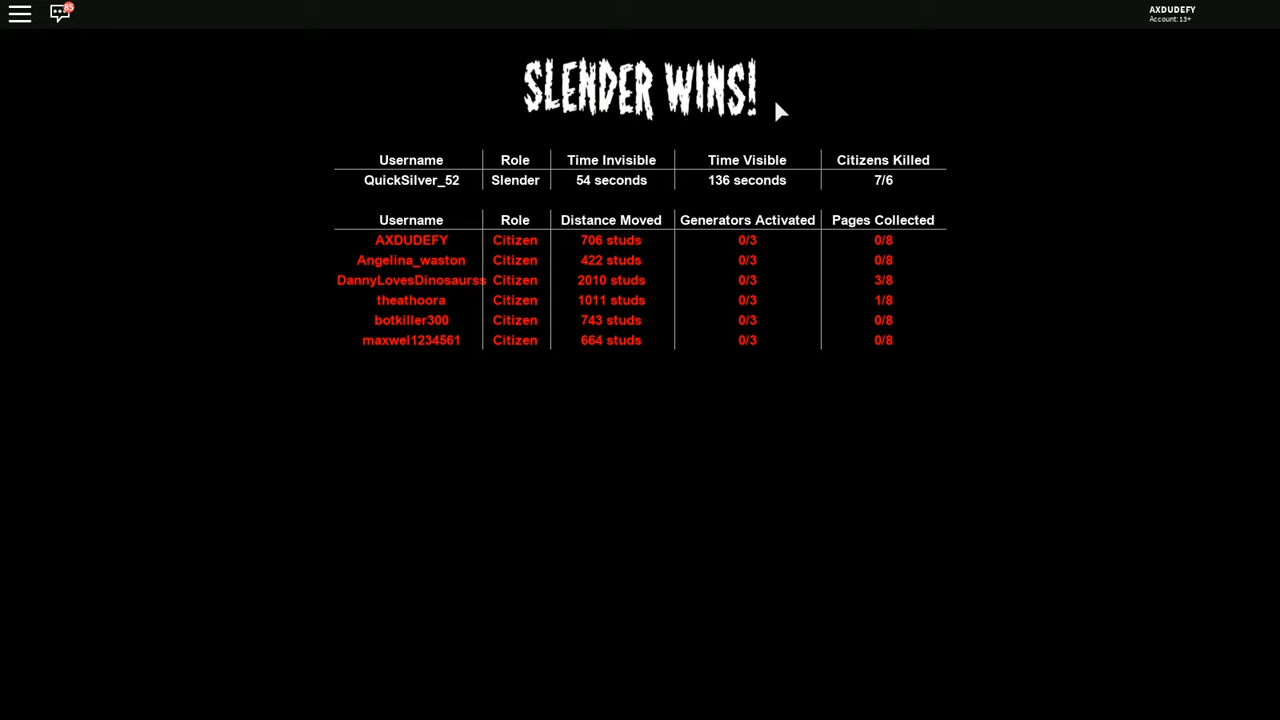 85
AXDUDEFY
Account: 13+
SLENDER WINS!
Username Role Time Invisible Time Visible Citizens Killed
QuickSilver_52 Slender 54 seconds 136 seconds 7/6
Username Role Distance Moved Generators Activated Pages Collected
AXDUDEFY Citizen 706 studs 0/3 0/8
Angelina_waston Citizen 422 studs 0/3 0/8
DannyLovesDinosaurss Citizen 2010 studs 0/3 3/8
theathoora Citizen 1011 studs 0/3 1/8
botkiller300 Citizen 743 studs 0/3 0/8
maxwel1234561 Citizen 664 studs 0/3 0/8